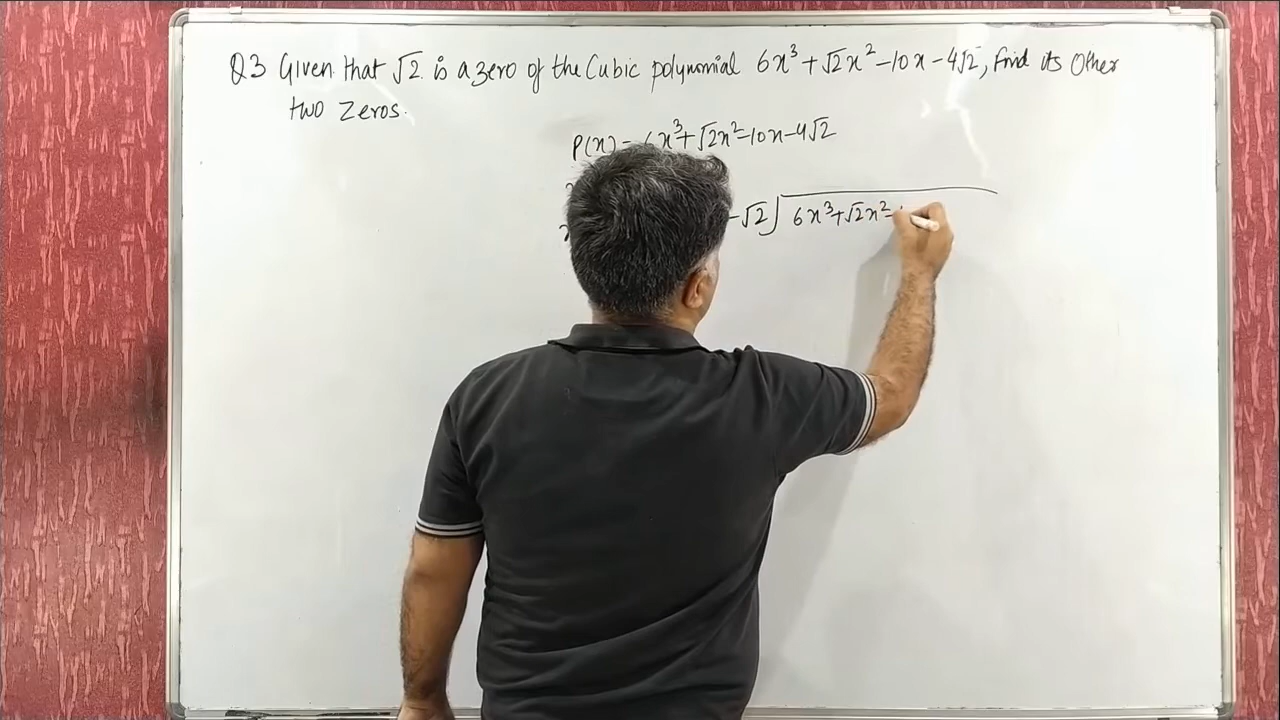 Q3 Given that √2 is a zero of the Cubic polynomial 6x³+√2x²-10x-4√2, find its Other
two Zeros.
P(x) = 6x³+√2x²-10x-4√2
-√2 ) 6x³+√2x²-